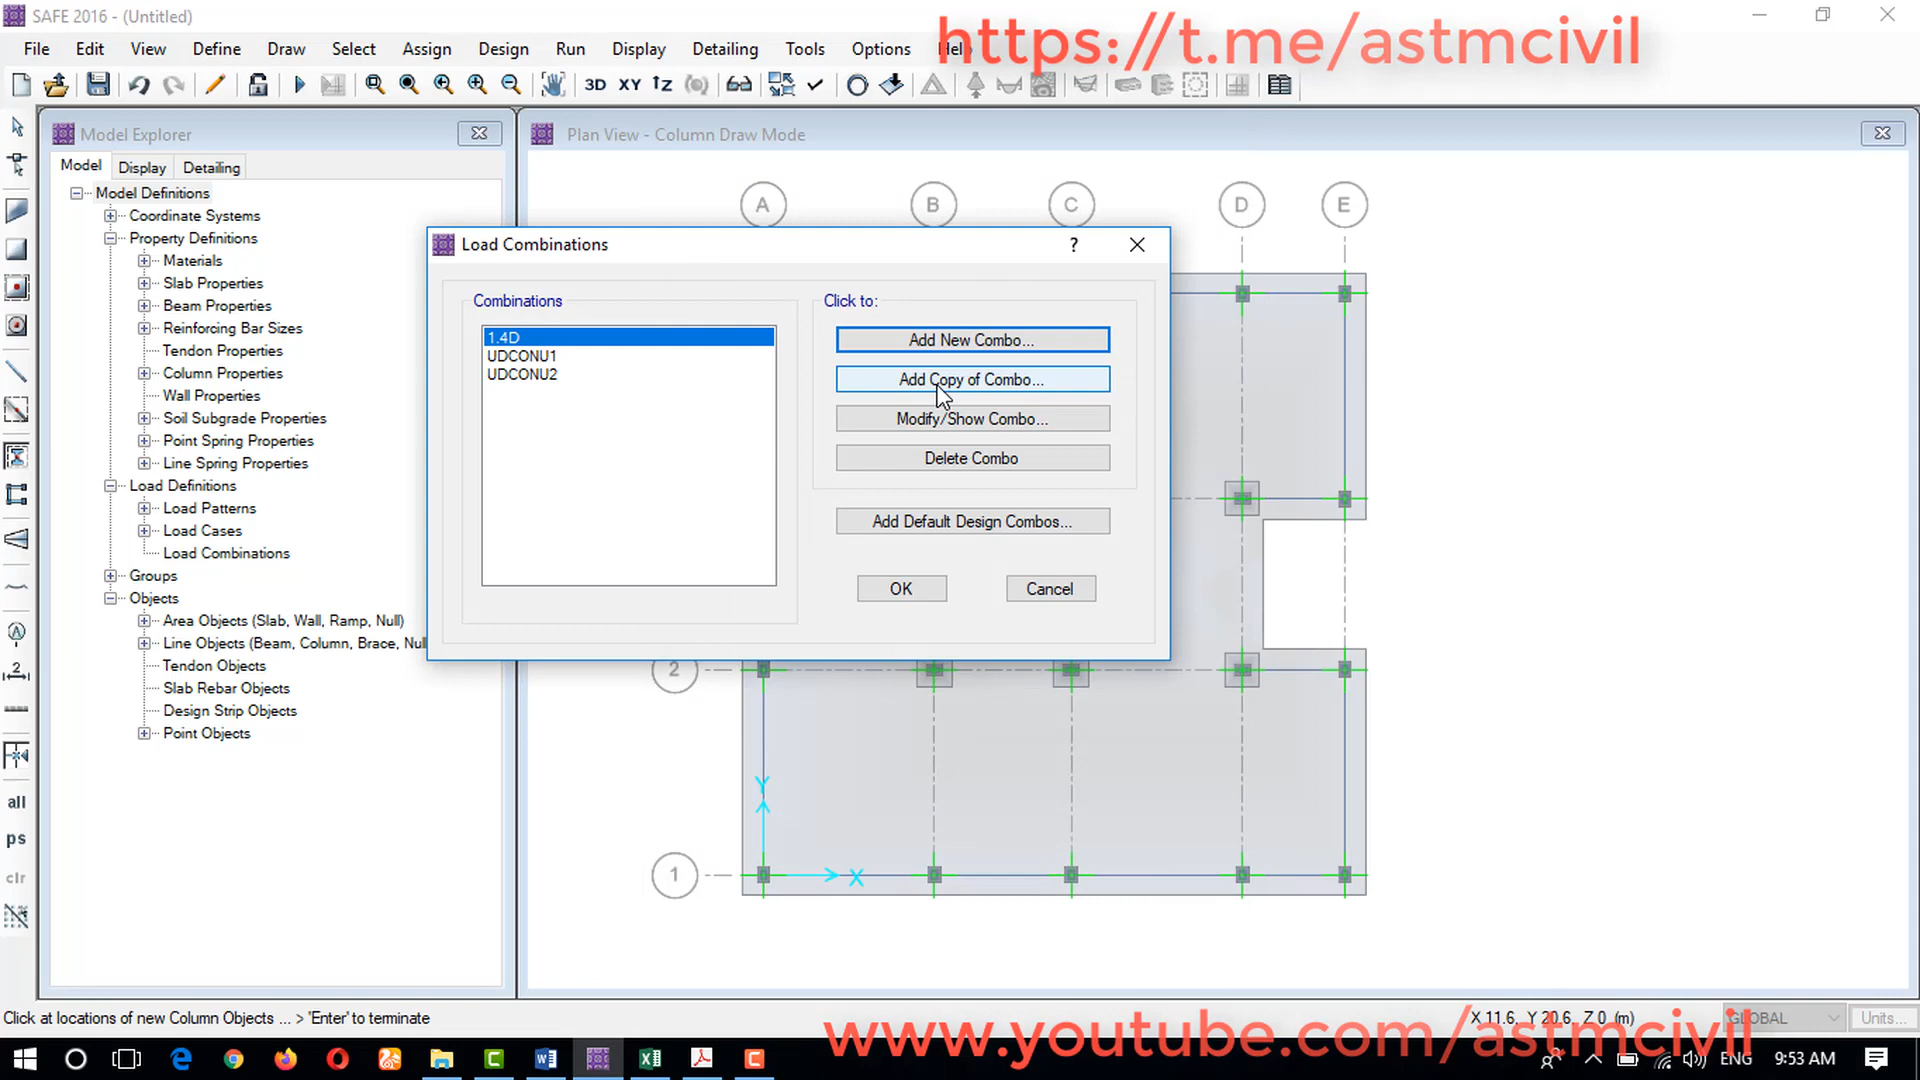 SAFE 2016 - (Untitled)
https://t.me/astmcivil
File Edit View Define Draw Select Assign Design Run Display Detailing Tools Options Help
3D XY
Model Explorer
Plan View - Column Draw Mode
Model Display Detailing
Model Definitions
Coordinate Systems
Property Definitions
Materials
Slab Properties
Beam Properties
Reinforcing Bar Sizes
Tendon Properties
Column Properties
Wall Properties
Soil Subgrade Properties
Point Spring Properties
Line Spring Properties
Load Definitions
Load Patterns
Load Cases
Load Combinations
Groups
Objects
Area Objects (Slab, Wall, Ramp, Null)
Line Objects (Beam, Column, Brace, Nul
Tendon Objects
Slab Rebar Objects
Design Strip Objects
Point Objects
all
ps
clr
A B C D E
Load Combinations
?
Combinations
1.4D
UDCONU1
UDCONU2
Click to:
Add New Combo...
Add Copy of Combo...
Modify/Show Combo...
Delete Combo
Add Default Design Combos...
OK Cancel
2
Y
1
X
Click at locations of new Column Objects ... > 'Enter' to terminate
X 11.6, Y 20.6, Z 0 (m)
GLOBAL
Units...
www.youtube.com/astmcivil
ENG
9:53 AM